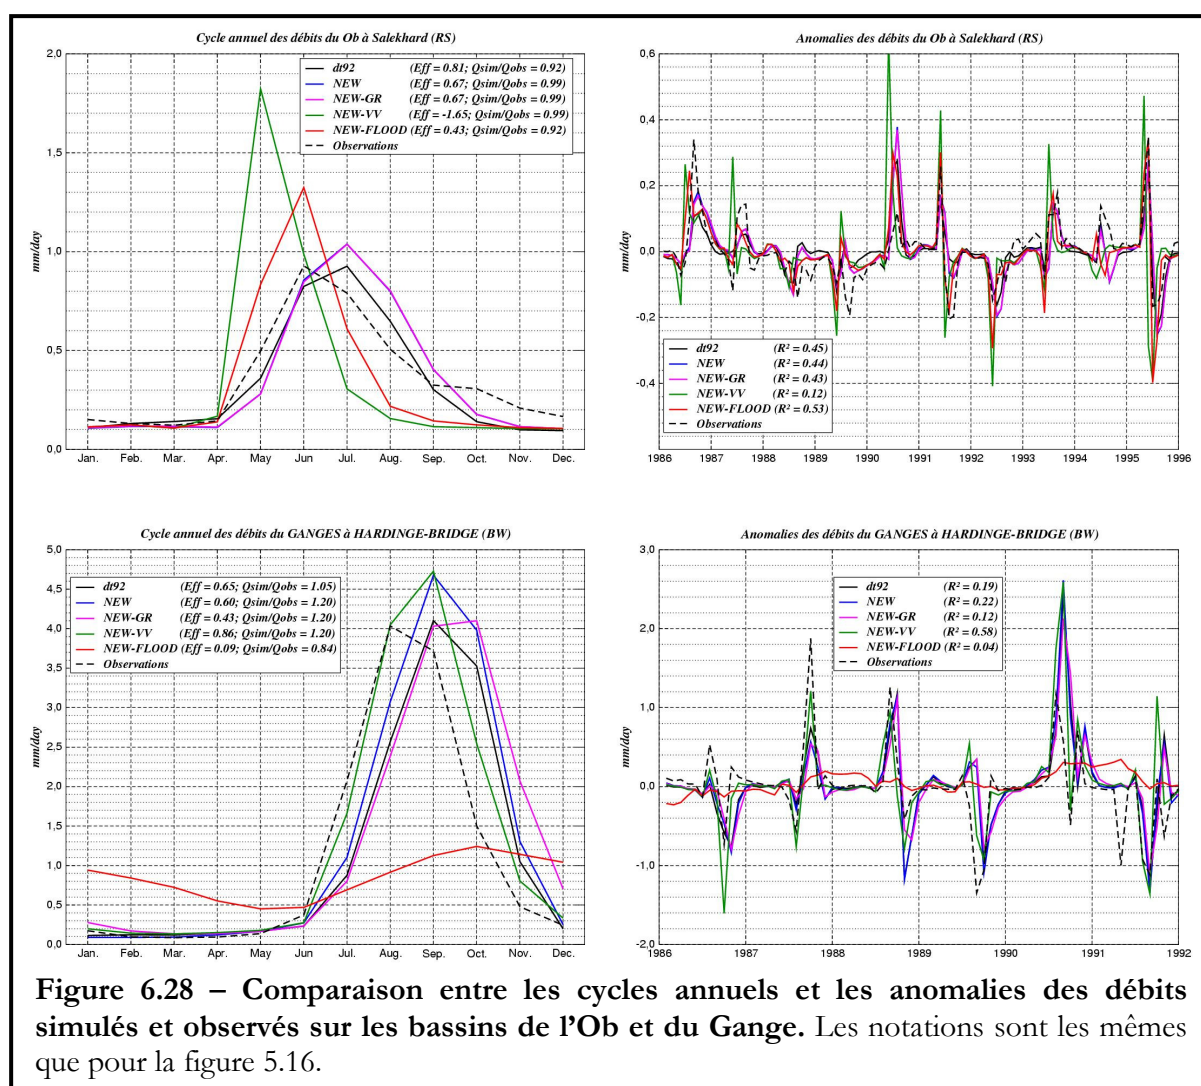 Cycle annuel des débits du Ob à Salekhard (RS)
2,0
1,5
1,0
0,5
0,0
mm/day
dt92 (Eff = 0.81; Qsim/Qobs = 0.92)
NEW (Eff = 0.67; Qsim/Qobs = 0.99)
NEW-GR (Eff = 0.67; Qsim/Qobs = 0.99)
NEW-VV (Eff = -1.65; Qsim/Qobs = 0.99)
NEW-FLOOD (Eff = 0.43; Qsim/Qobs = 0.92)
Observations
Jan. Feb. Mar. Apr. May Jun. Jul. Aug. Sep. Oct. Nov. Dec.
Anomalies des débits du Ob à Salekhard (RS)
0,6
0,4
0,2
0,0
-0,2
-0,4
mm/day
dt92 (R² = 0.45)
NEW (R² = 0.44)
NEW-GR (R² = 0.43)
NEW-VV (R² = 0.12)
NEW-FLOOD (R² = 0.53)
Observations
1986 1987 1988 1989 1990 1991 1992 1993 1994 1995 1996
Cycle annuel des débits du GANGES à HARDINGE-BRIDGE (BW)
5,0
4,5
4,0
3,5
3,0
2,5
2,0
1,5
1,0
0,5
0,0
mm/day
dt92 (Eff = 0.65; Qsim/Qobs = 1.05)
NEW (Eff = 0.60; Qsim/Qobs = 1.20)
NEW-GR (Eff = 0.43; Qsim/Qobs = 1.20)
NEW-VV (Eff = 0.86; Qsim/Qobs = 1.20)
NEW-FLOOD (Eff = 0.09; Qsim/Qobs = 0.84)
Observations
Jan. Feb. Mar. Apr. May Jun. Jul. Aug. Sep. Oct. Nov. Dec.
Anomalies des débits du GANGES à HARDINGE-BRIDGE (BW)
3,0
2,0
1,0
0,0
-1,0
-2,0
mm/day
dt92 (R² = 0.19)
NEW (R² = 0.22)
NEW-GR (R² = 0.12)
NEW-VV (R² = 0.58)
NEW-FLOOD (R² = 0.04)
Observations
1986 1987 1988 1989 1990 1991 1992
Figure 6.28 – Comparaison entre les cycles annuels et les anomalies des débits
simulés et observés sur les bassins de l’Ob et du Gange. Les notations sont les mêmes
que pour la figure 5.16.